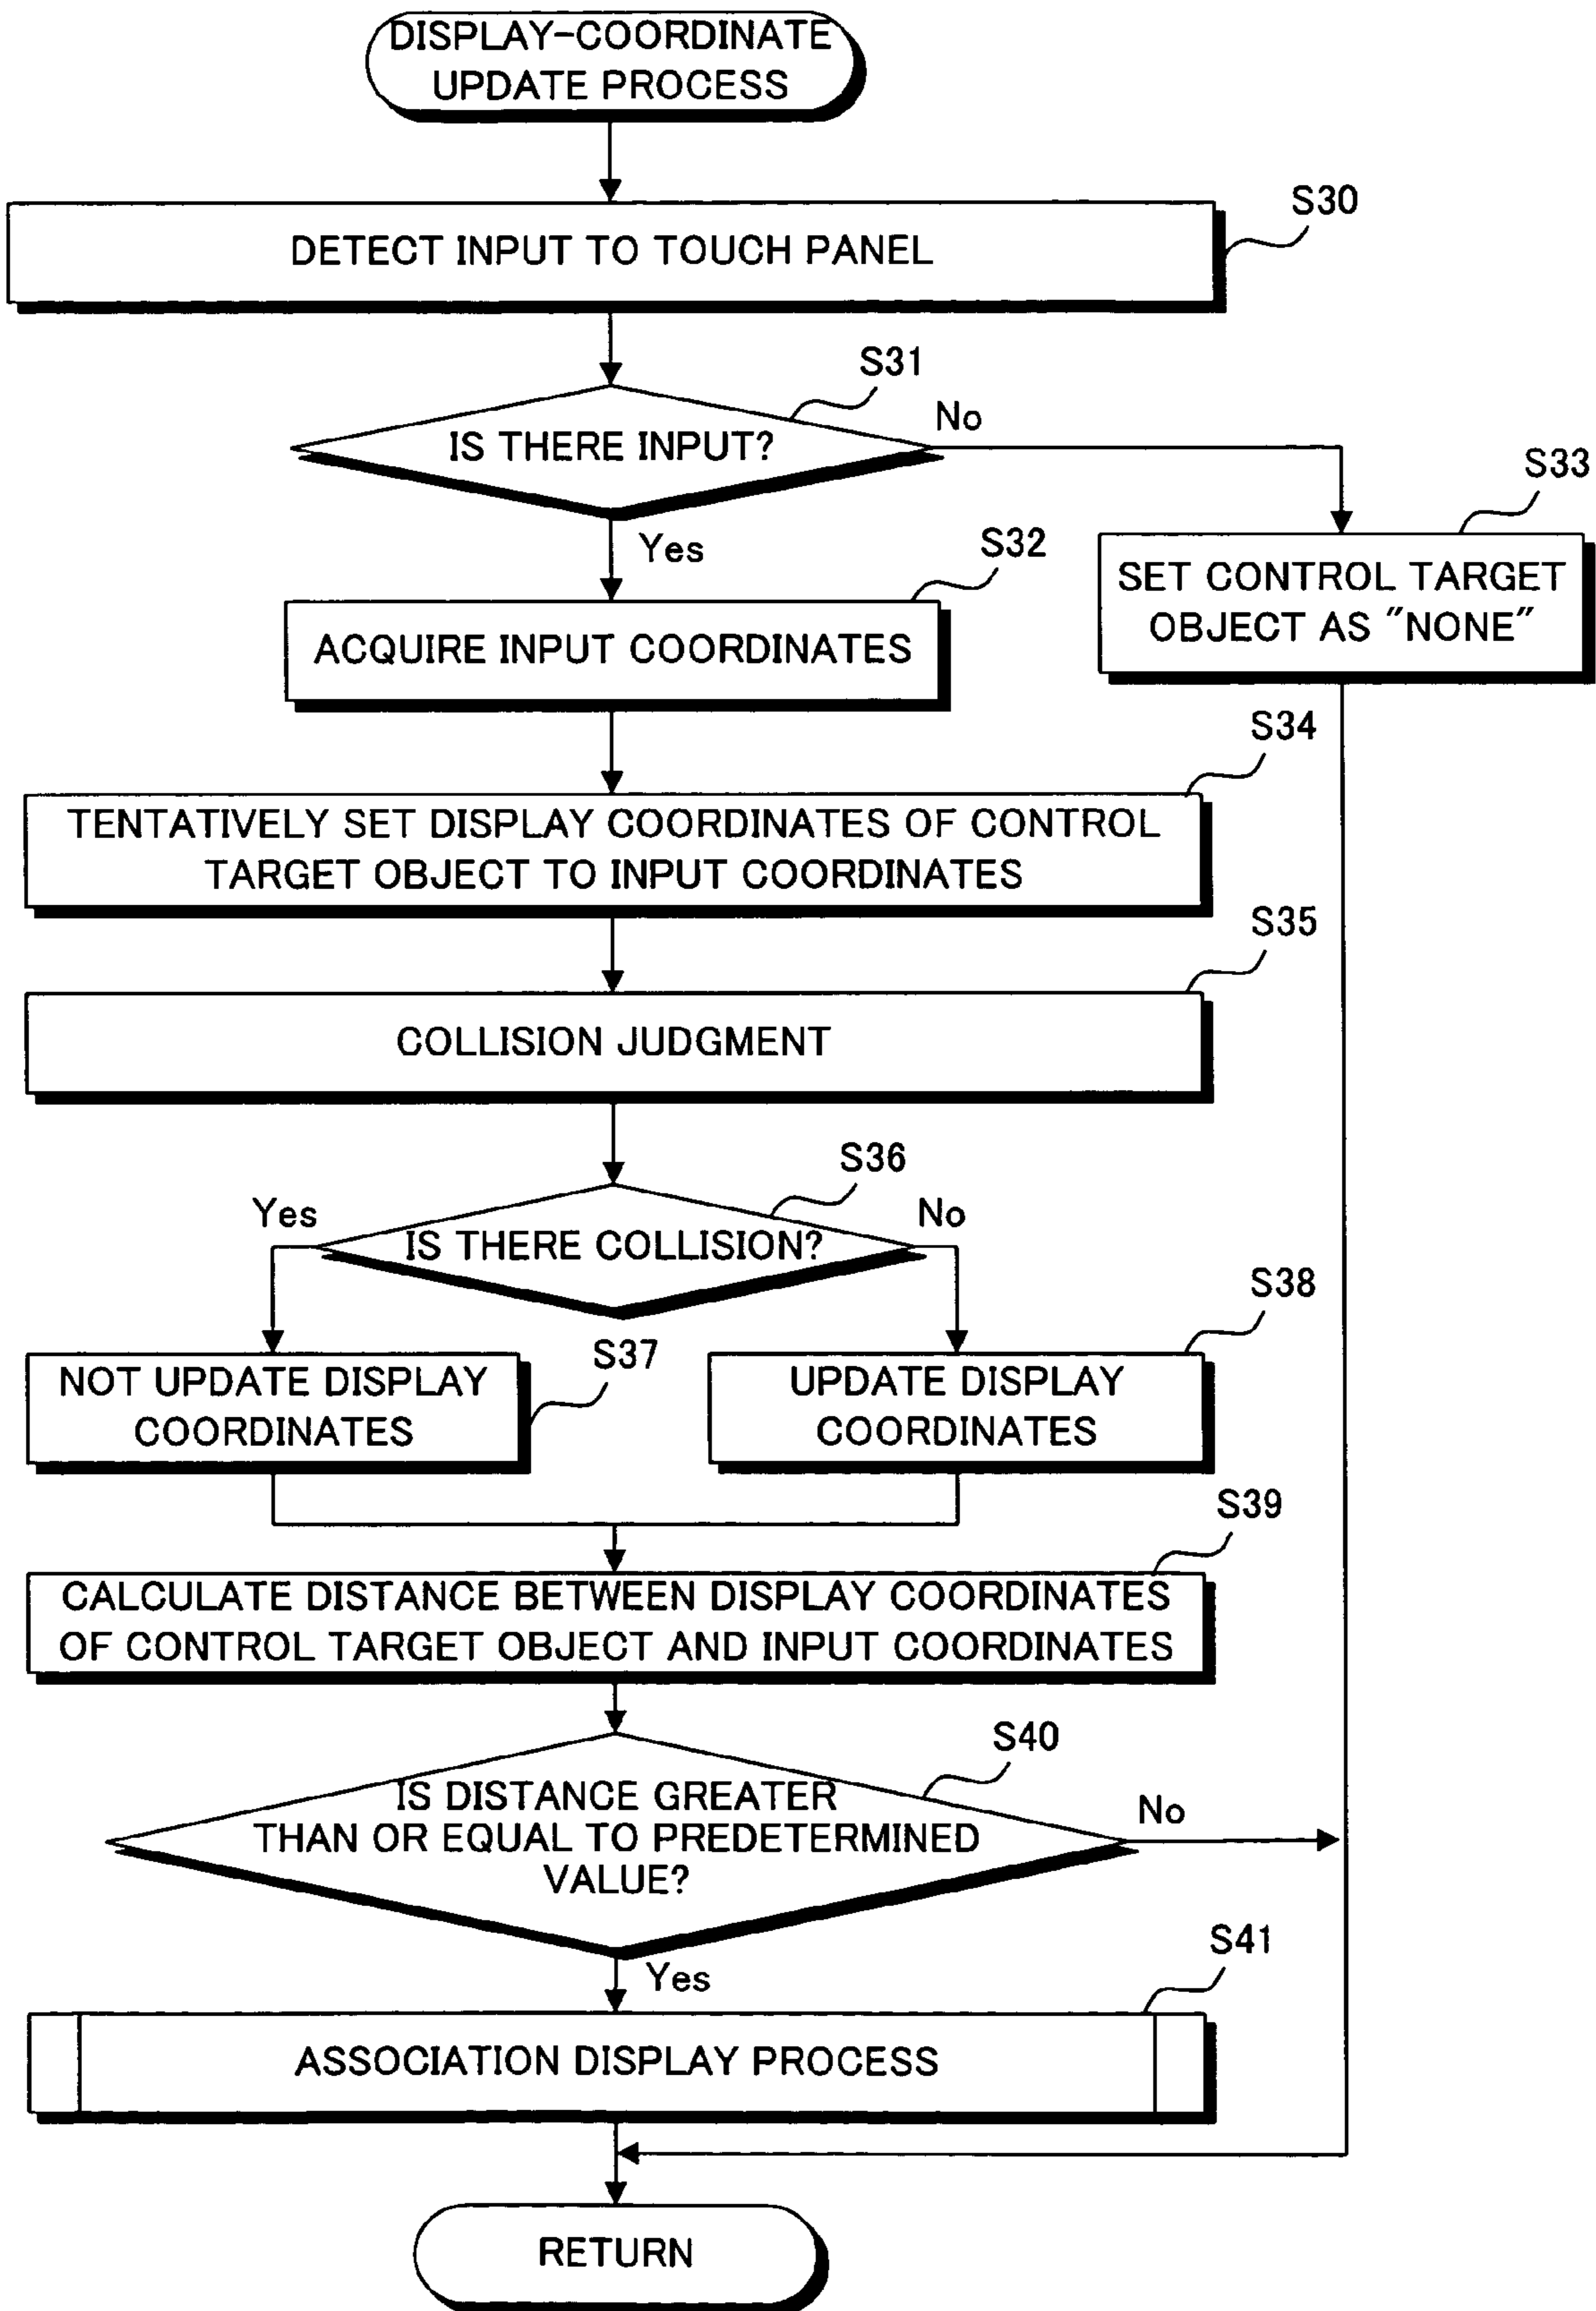 DISPLAY-COORDINATE
UPDATE PROCESS
S30
DETECT INPUT TO TOUCH PANEL
S31
IS THERE INPUT?
No
Yes
S33
SET CONTROL TARGET
OBJECT AS "NONE"
S32
ACQUIRE INPUT COORDINATES
S34
TENTATIVELY SET DISPLAY COORDINATES OF CONTROL
TARGET OBJECT TO INPUT COORDINATES
S35
COLLISION JUDGMENT
S36
IS THERE COLLISION?
Yes
No
S37
NOT UPDATE DISPLAY
COORDINATES
S38
UPDATE DISPLAY
COORDINATES
S39
CALCULATE DISTANCE BETWEEN DISPLAY COORDINATES
OF CONTROL TARGET OBJECT AND INPUT COORDINATES
S40
IS DISTANCE GREATER
THAN OR EQUAL TO PREDETERMINED
VALUE?
No
Yes
S41
ASSOCIATION DISPLAY PROCESS
RETURN